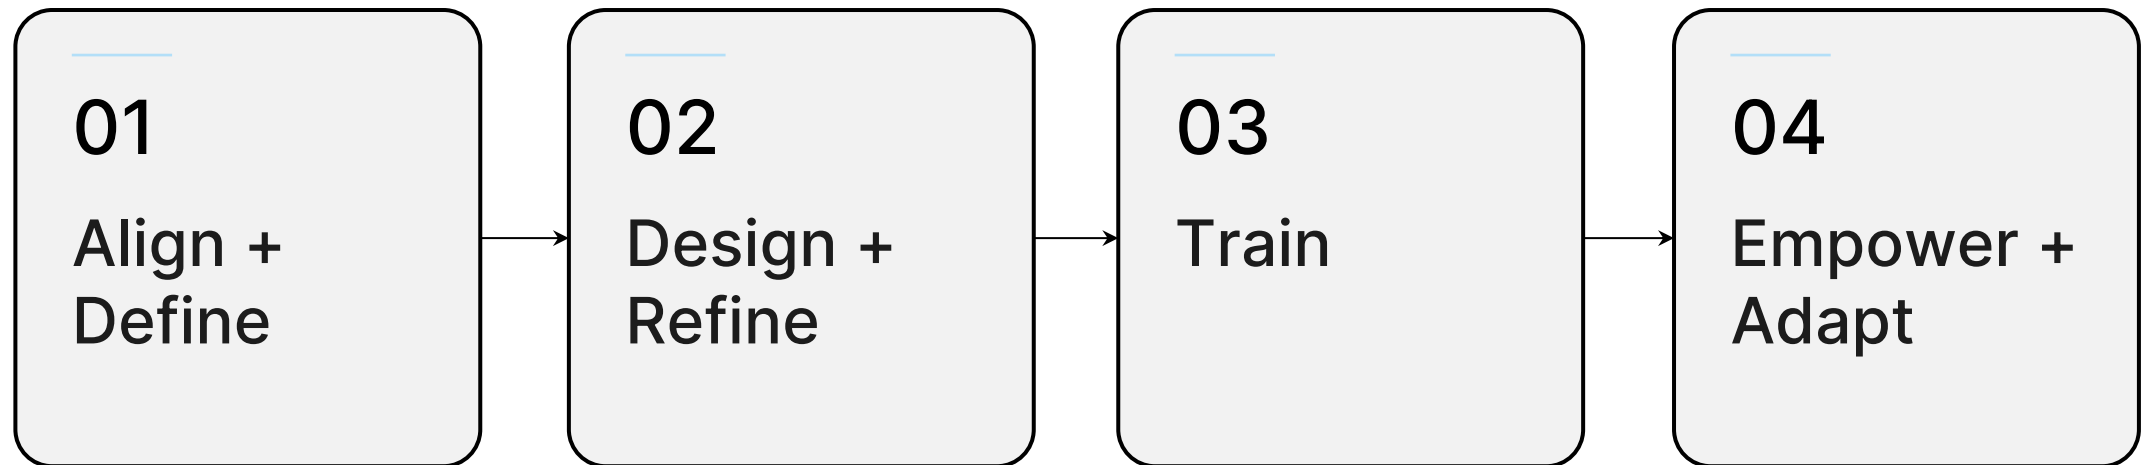 01
Align +
Define
02
Design +
Refine
03
Train
04
Empower +
Adapt